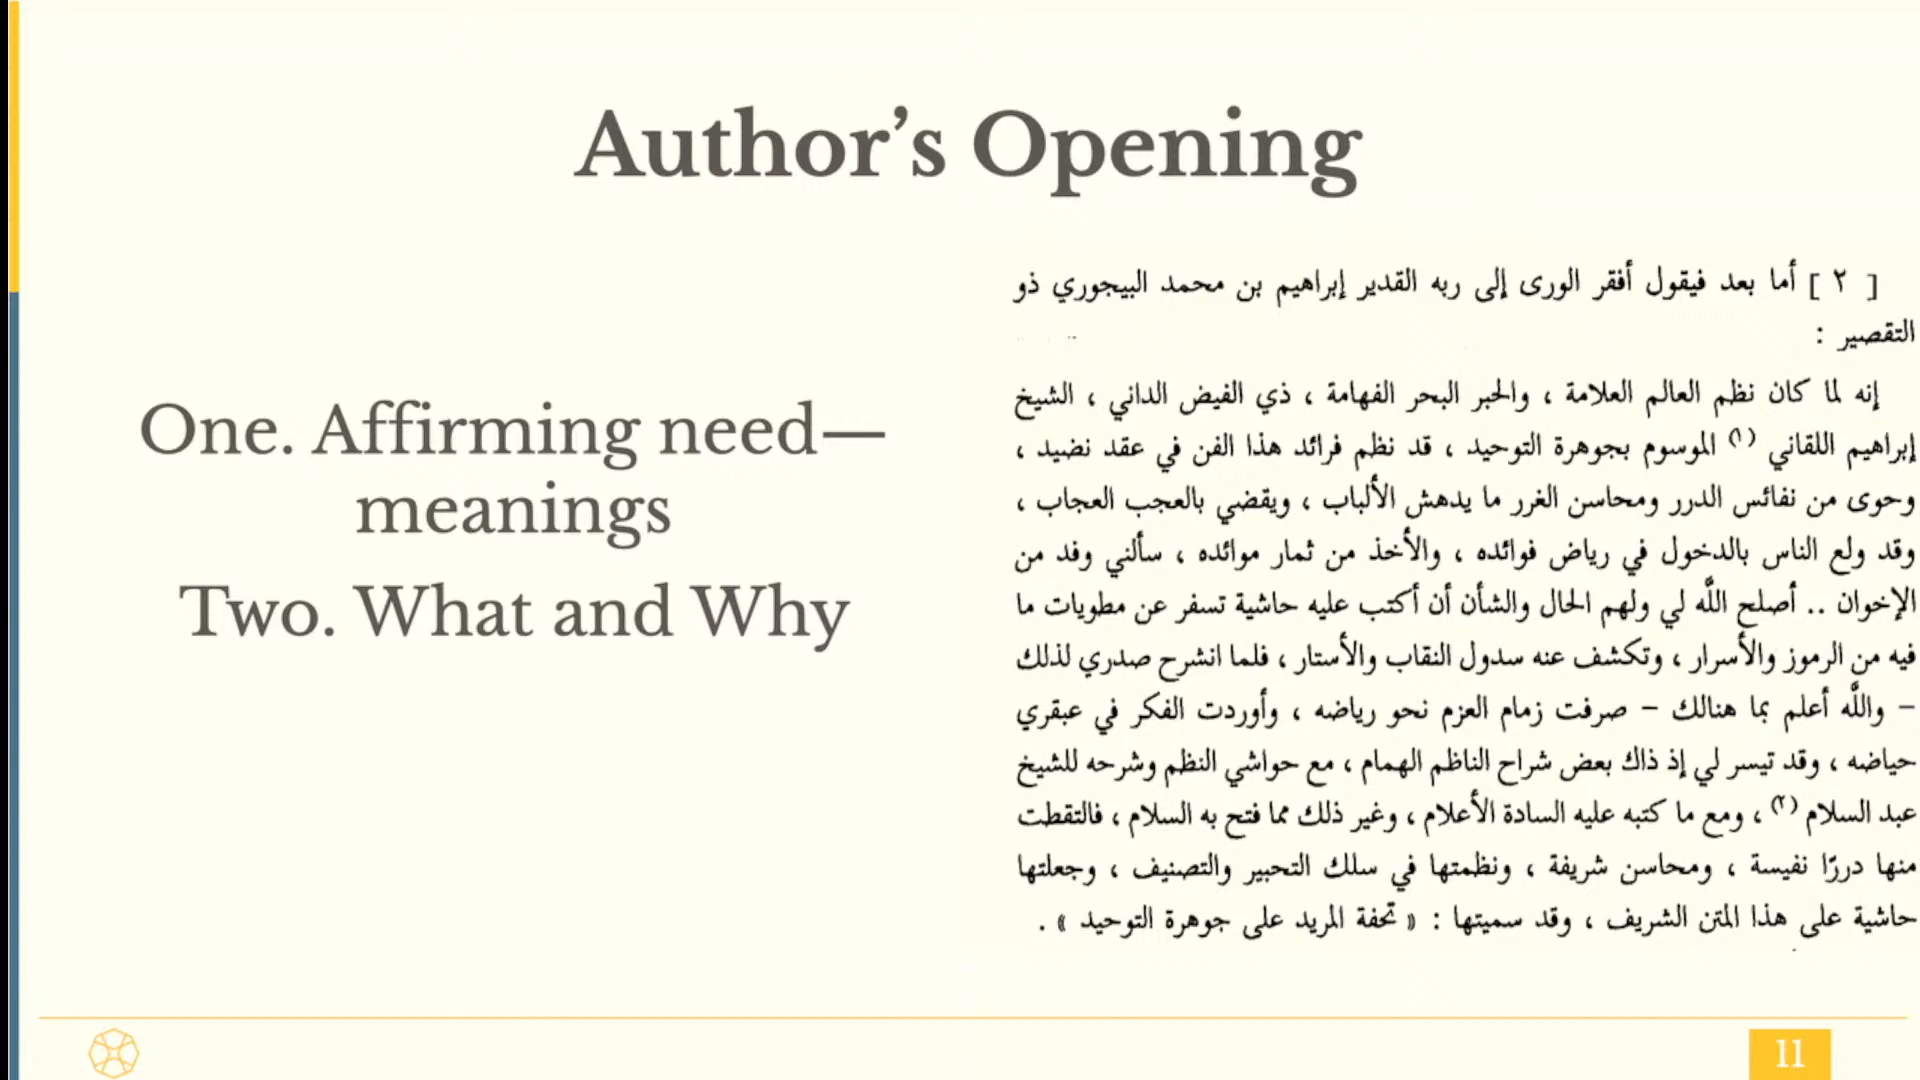 Author’s Opening
One. Affirming need—
meanings
Two. What and Why
[ ٢ ] أما بعد فيقول أفقر الورى إلى ربه القدير إبراهيم بن محمد البيجوري ذو
التقصير :
إنه لما كان نظم العالم العلامة ، والحبر البحر الفهامة ، ذي الفيض الداني ، الشيخ
إبراهيم اللقاني (١) الموسوم بجوهرة التوحيد ، قد نظم فرائد هذا الفن في عقد نضيد ،
وحوى من نفائس الدرر ومحاسن الغرر ما يدهش الألباب ، ويقضي بالعجب العجاب ،
وقد ولع الناس بالدخول في رياض فوائده ، والأخذ من ثمار موائده ، سألني وفد من
الإخوان .. أصلح اللَّه لي ولهم الحال والشأن أن أكتب عليه حاشية تسفر عن مطويات ما
فيه من الرموز والأسرار ، وتكشف عنه سدول النقاب والأستار ، فلما انشرح صدري لذلك
– واللَّه أعلم بما هنالك – صرفت زمام العزم نحو رياضه ، وأوردت الفكر في عبقري
حياضه ، وقد تيسر لي إذ ذاك بعض شراح الناظم الهمام ، مع حواشي النظم وشرحه للشيخ
عبد السلام (٢) ، ومع ما كتبه عليه السادة الأعلام ، وغير ذلك مما فتح به السلام ، فالتقطت
منها دررًا نفيسة ، ومحاسن شريفة ، ونظمتها في سلك التحبير والتصنيف ، وجعلتها
حاشية على هذا المتن الشريف ، وقد سميتها : « تحفة المريد على جوهرة التوحيد » .
11